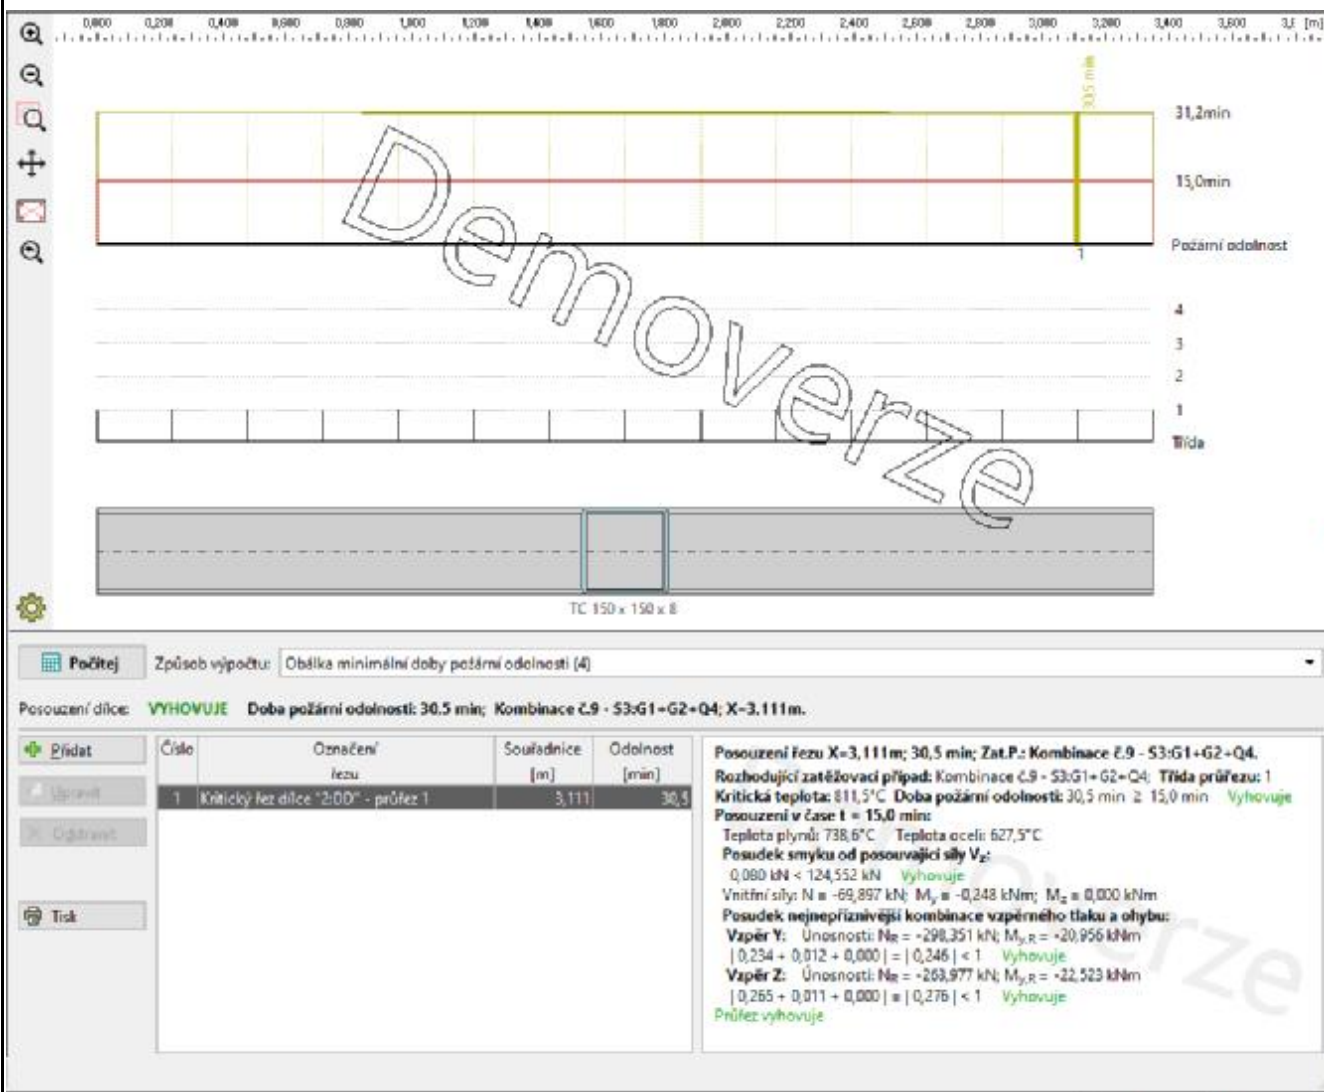 0,000 0,200 0,400 0,600 0,800 1,000 1,200 1,400 1,600 1,800 2,000 2,200 2,400 2,600 2,800 3,000 3,200 3,400 3,600 3,8 [m]
30,5 min
31,2min
15,0min
Požární odolnost
1
Demoverze
4
3
2
1
Třída
TC 150 x 150 x 8
Počítej Způsob výpočtu: Obálka minimální doby požární odolnosti (4)
Posouzení dílce: VYHOVUJE Doba požární odolnosti: 30.5 min; Kombinace č.9 - S3:G1+G2+Q4; X=3.111m.
Přidat
Upravit
Odstranit
Tisk
Číslo Označení řezu Souřadnice [m] Odolnost [min]
1 Kritický řez dílce "2:DD" - průřez 1 3,111 30,5
Posouzení řezu X=3,111m; 30,5 min; Zat.P.: Kombinace č.9 - S3:G1+G2+Q4.
Rozhodující zatěžovací případ: Kombinace č.9 - S3:G1+G2+Q4; Třída průřezu: 1
Kritická teplota: 811,5°C Doba požární odolnosti: 30,5 min ≥ 15,0 min Vyhovuje
Posouzení v čase t = 15,0 min:
Teplota plynů: 738,6°C Teplota oceli: 627,5°C
Posudek smyku od posouvající síly Vz:
0,080 kN < 124,552 kN Vyhovuje
Vnitřní síly: N = -69,897 kN; My = -0,248 kNm; Mz = 0,000 kNm
Posudek nejnepříznivější kombinace vzpěrného tlaku a ohybu:
Vzpěr Y: Únosnosti: NR = -298,351 kN; My,R = -20,956 kNm
| 0,234 + 0,012 + 0,000 | = | 0,246 | < 1 Vyhovuje
Vzpěr Z: Únosnosti: NR = -263,977 kN; My,R = -22,523 kNm
| 0,265 + 0,011 + 0,000 | = | 0,276 | < 1 Vyhovuje
Průřez vyhovuje